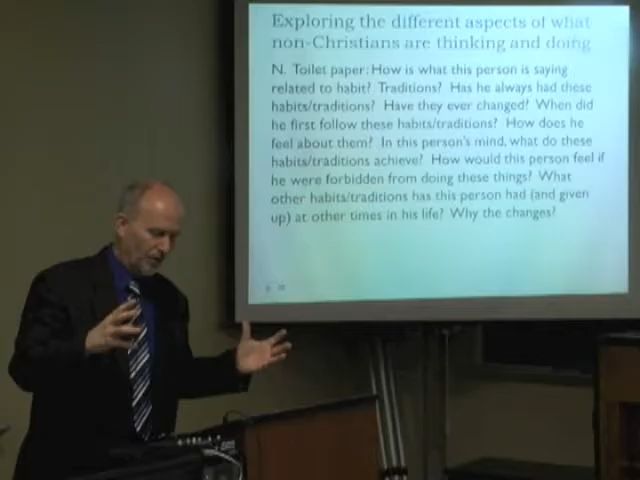 Exploring the different aspects of what
non-Christians are thinking and doing
N. Toilet paper: How is what this person is saying
related to habit? Traditions? Has he always had these
habits/traditions? Have they ever changed? When did
he first follow these habits/traditions? How does he
feel about them? In this person's mind, what do these
habits/traditions achieve? How would this person feel if
he were forbidden from doing these things? What
other habits/traditions has this person had (and given
up) at other times in his life? Why the changes?